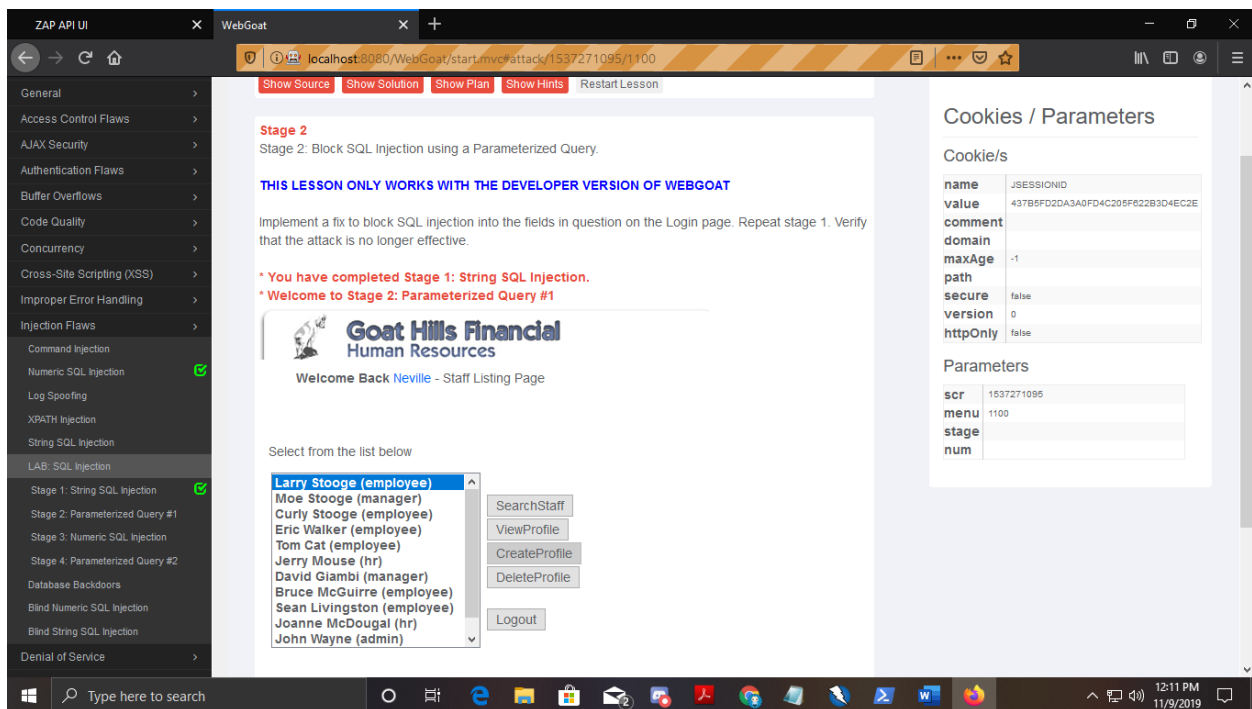 ZAP API UI
WebGoat
localhost:8080/WebGoat/start.mvc#attack/1537271095/1100
General
Access Control Flaws
AJAX Security
Authentication Flaws
Buffer Overflows
Code Quality
Concurrency
Cross-Site Scripting (XSS)
Improper Error Handling
Injection Flaws
Command Injection
Numeric SQL Injection
Log Spoofing
XPATH Injection
String SQL Injection
LAB: SQL Injection
Stage 1: String SQL Injection
Stage 2: Parameterized Query #1
Stage 3: Numeric SQL Injection
Stage 4: Parameterized Query #2
Database Backdoors
Blind Numeric SQL Injection
Blind String SQL Injection
Denial of Service
Show Source Show Solution Show Plan Show Hints Restart Lesson
Stage 2
Stage 2: Block SQL Injection using a Parameterized Query.
THIS LESSON ONLY WORKS WITH THE DEVELOPER VERSION OF WEBGOAT
Implement a fix to block SQL injection into the fields in question on the Login page. Repeat stage 1. Verify
that the attack is no longer effective.
* You have completed Stage 1: String SQL Injection.
* Welcome to Stage 2: Parameterized Query #1
Goat Hills Financial
Human Resources
Welcome Back Neville - Staff Listing Page
Select from the list below
Larry Stooge (employee)
Moe Stooge (manager)
Curly Stooge (employee)
Eric Walker (employee)
Tom Cat (employee)
Jerry Mouse (hr)
David Giambi (manager)
Bruce McGuirre (employee)
Sean Livingston (employee)
Joanne McDougal (hr)
John Wayne (admin)
SearchStaff
ViewProfile
CreateProfile
DeleteProfile
Logout
Cookies / Parameters
Cookie/s
name JSESSIONID
value 437B5FD2DA3A0FD4C205F622B3D4EC2E
comment
domain
maxAge -1
path
secure false
version 0
httpOnly false
Parameters
scr 1537271095
menu 1100
stage
num
Type here to search
12:11 PM
11/9/2019